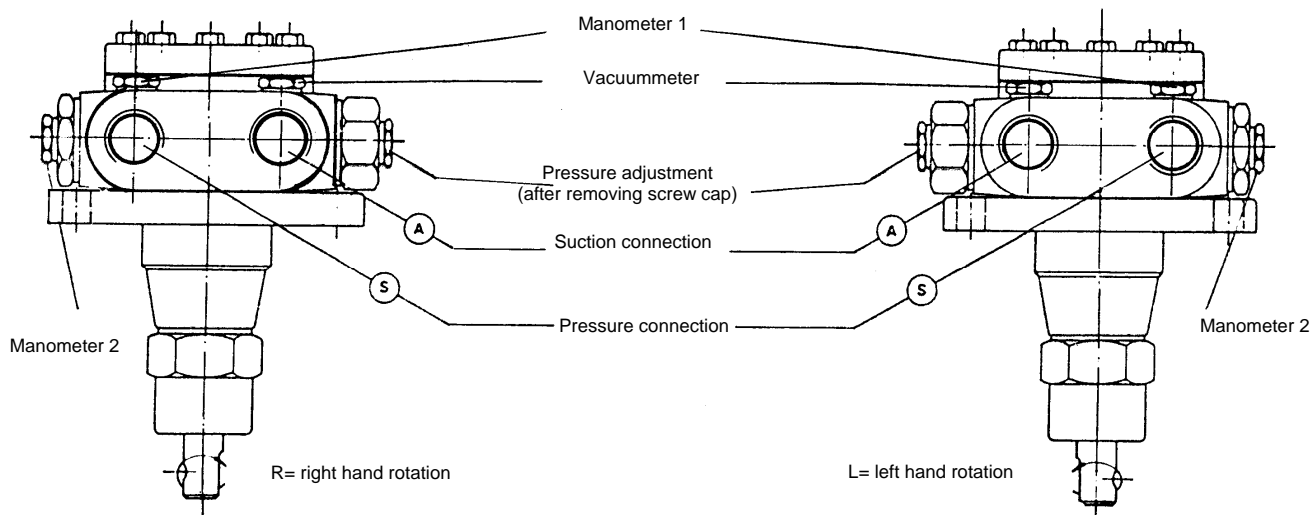 Manometer 1
Vacuummeter
Pressure adjustment
(after removing screw cap)
A
Suction connection
A
S
Pressure connection
S
Manometer 2
Manometer 2
R= right hand rotation
L= left hand rotation